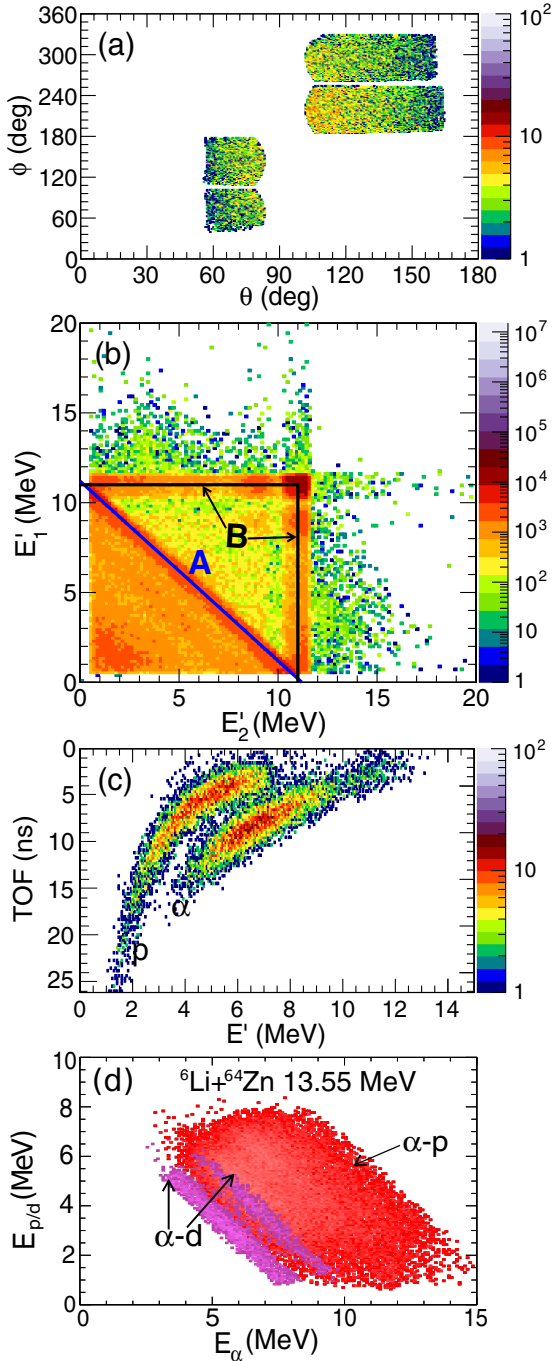 (a)
360
300
240
180
120
60
0
φ (deg)
0 30 60 90 120 150 180
θ (deg)
10²
10
1
(b)
20
15
10
5
0
E'₁ (MeV)
B
A
0 5 10 15 20
E'₂ (MeV)
10⁷
10⁶
10⁵
10⁴
10³
10²
10
1
(c)
0
5
10
15
20
25
TOF (ns)
α
p
0 2 4 6 8 10 12 14
E' (MeV)
10²
10
1
(d)
⁶Li+⁶⁴Zn 13.55 MeV
10
8
6
4
2
0
E p/d (MeV)
α-p
α-d
0 5 10 15
E α (MeV)